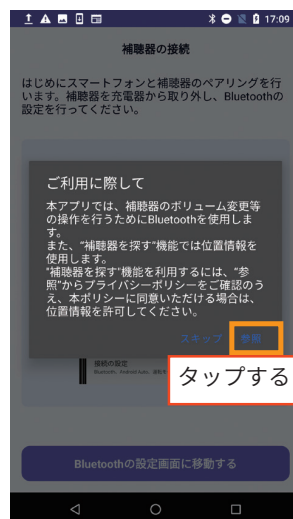 17:09
補聴器の接続
はじめにスマートフォンと補聴器のペアリングを行
います。補聴器を充電器から取り外し、Bluetoothの
設定を行ってください。
ご利用に際して
本アプリでは、補聴器のボリューム変更等
の操作を行うためにBluetoothを使用しま
す。
また、“補聴器を探す”機能では位置情報を
使用します。
“補聴器を探す”機能を利用するには、“参
照”からプライバシーポリシーをご確認のう
え、本ポリシーに同意いただける場合は、
位置情報を許可してください。
スキップ 参照
接続の設定
Bluetooth、Android Auto、
タップする
Bluetoothの設定画面に移動する